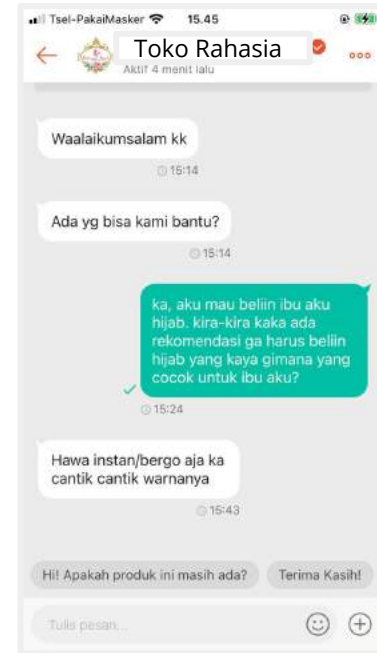 Tsel-PakaiMasker 15.45
Toko Rahasia
Aktif 4 menit lalu
Waalaikumsalam kk
15:14
Ada yg bisa kami bantu?
15:14
ka, aku mau beliin ibu aku
hijab. kira-kira kaka ada
rekomendasi ga harus beliin
hijab yang kaya gimana yang
cocok untuk ibu aku?
15:24
Hawa instan/bergo aja ka
cantik cantik warnanya
15:43
Hi! Apakah produk ini masih ada? Terima Kasih!
Tulis pesan...